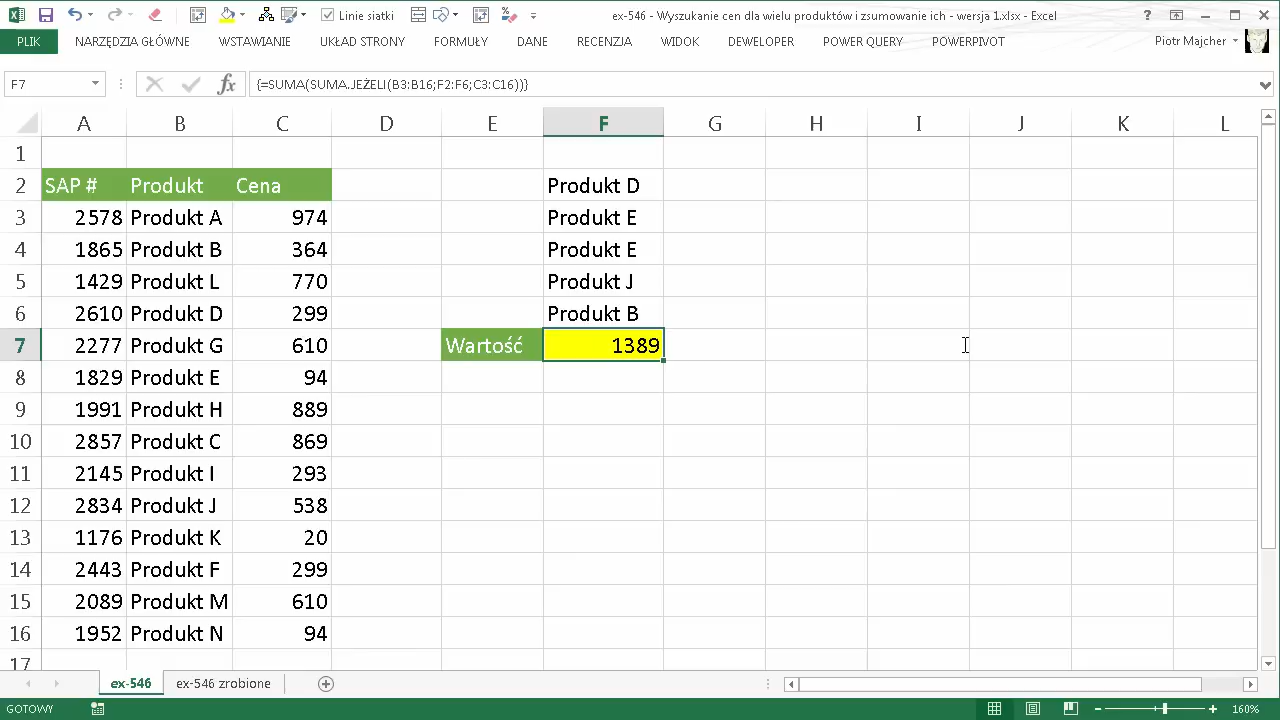 Linie siatki
ex-546 - Wyszukanie cen dla wielu produktów i zsumowanie ich - wersja 1.xlsx - Excel
?
PLIK NARZĘDZIA GŁÓWNE WSTAWIANIE UKŁAD STRONY FORMUŁY DANE RECENZJA WIDOK DEVELOPER POWER QUERY POWERPIVOT Piotr Majcher
F7 fx {=SUMA(SUMA.JEŻELI(B3:B16;F2:F6;C3:C16))}
A B C D E F G H I J K L
1
2 SAP # Produkt Cena Produkt D
3 2578 Produkt A 974 Produkt E
4 1865 Produkt B 364 Produkt E
5 1429 Produkt L 770 Produkt J
6 2610 Produkt D 299 Produkt B
7 2277 Produkt G 610 Wartość 1389
8 1829 Produkt E 94
9 1991 Produkt H 889
10 2857 Produkt C 869
11 2145 Produkt I 293
12 2834 Produkt J 538
13 1176 Produkt K 20
14 2443 Produkt F 299
15 2089 Produkt M 610
16 1952 Produkt N 94
17
ex-546 ex-546 zrobione
GOTOWY 160%